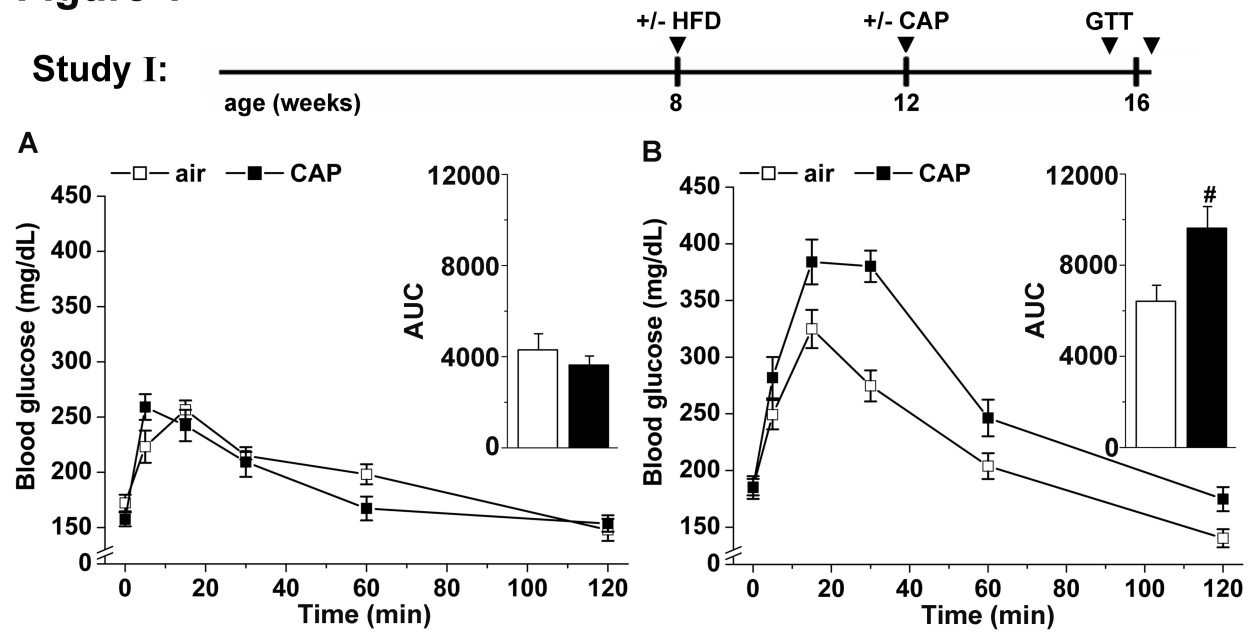 +/- HFD
+/- CAP
GTT
Study I:
age (weeks)
8
12
16
A
air
CAP
450
400
350
300
250
200
150
0
Blood glucose (mg/dL)
0
20
40
60
80
100
120
Time (min)
12000
8000
4000
0
AUC
B
air
CAP
450
400
350
300
250
200
150
0
Blood glucose (mg/dL)
0
20
40
60
80
100
120
Time (min)
12000
8000
4000
0
AUC
#